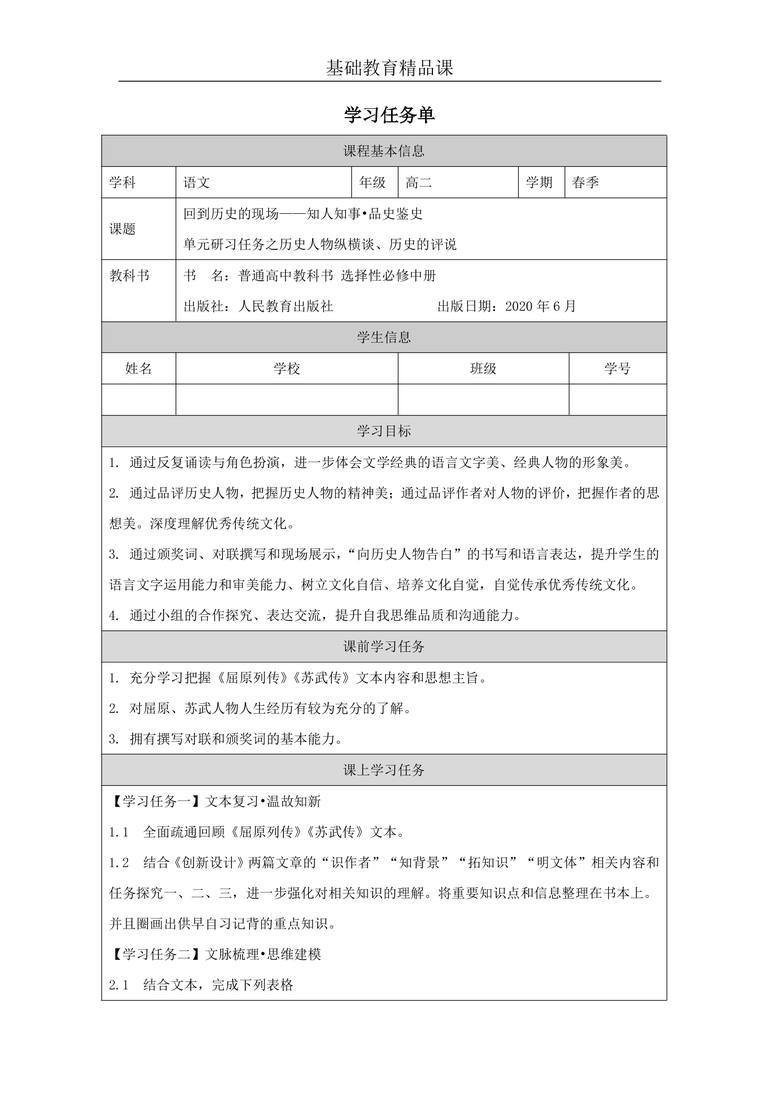 基础教育精品课
学习任务单
课程基本信息
学科 语文 年级 高二 学期 春季
课题
回到历史的现场——知人知事•品史鉴史
单元研习任务之历史人物纵横谈、历史的评说
教科书
书 名：普通高中教科书 选择性必修中册
出版社：人民教育出版社 出版日期：2020 年 6 月
学生信息
姓名 学校 班级 学号
学习目标
1. 通过反复诵读与角色扮演，进一步体会文学经典的语言文字美、经典人物的形象美。
2. 通过品评历史人物，把握历史人物的精神美；通过品评作者对人物的评价，把握作者的思
想美。深度理解优秀传统文化。
3. 通过颁奖词、对联撰写和现场展示，“向历史人物告白”的书写和语言表达，提升学生的
语言文字运用能力和审美能力、树立文化自信、培养文化自觉，自觉传承优秀传统文化。
4. 通过小组的合作探究、表达交流，提升自我思维品质和沟通能力。
课前学习任务
1. 充分学习把握《屈原列传》《苏武传》文本内容和思想主旨。
2. 对屈原、苏武人物人生经历有较为充分的了解。
3. 拥有撰写对联和颁奖词的基本能力。
课上学习任务
【学习任务一】文本复习•温故知新
1.1 全面疏通回顾《屈原列传》《苏武传》文本。
1.2 结合《创新设计》两篇文章的“识作者”“知背景”“拓知识”“明文体”相关内容和
任务探究一、二、三，进一步强化对相关知识的理解。将重要知识点和信息整理在书本上。
并且圈画出供早自习记背的重点知识。
【学习任务二】文脉梳理•思维建模
2.1 结合文本，完成下列表格